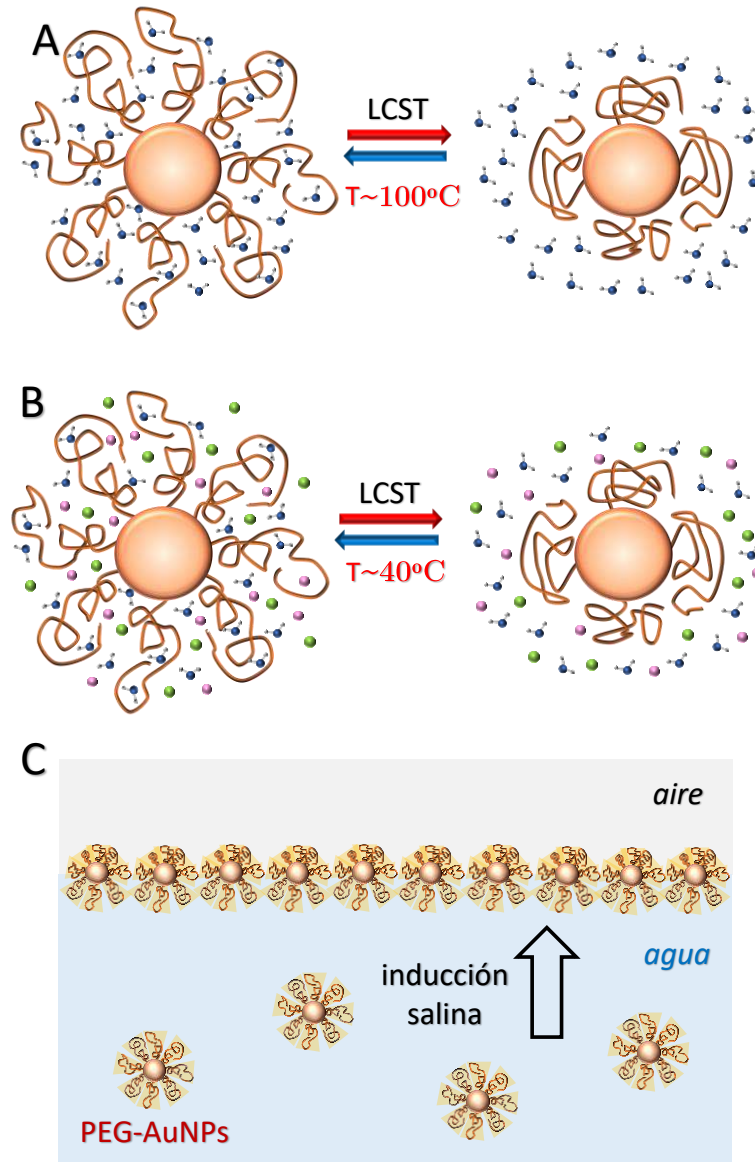 A
LCST
T~100ºC
B
LCST
T~40ºC
C
aire
agua
inducción
salina
PEG-AuNPs